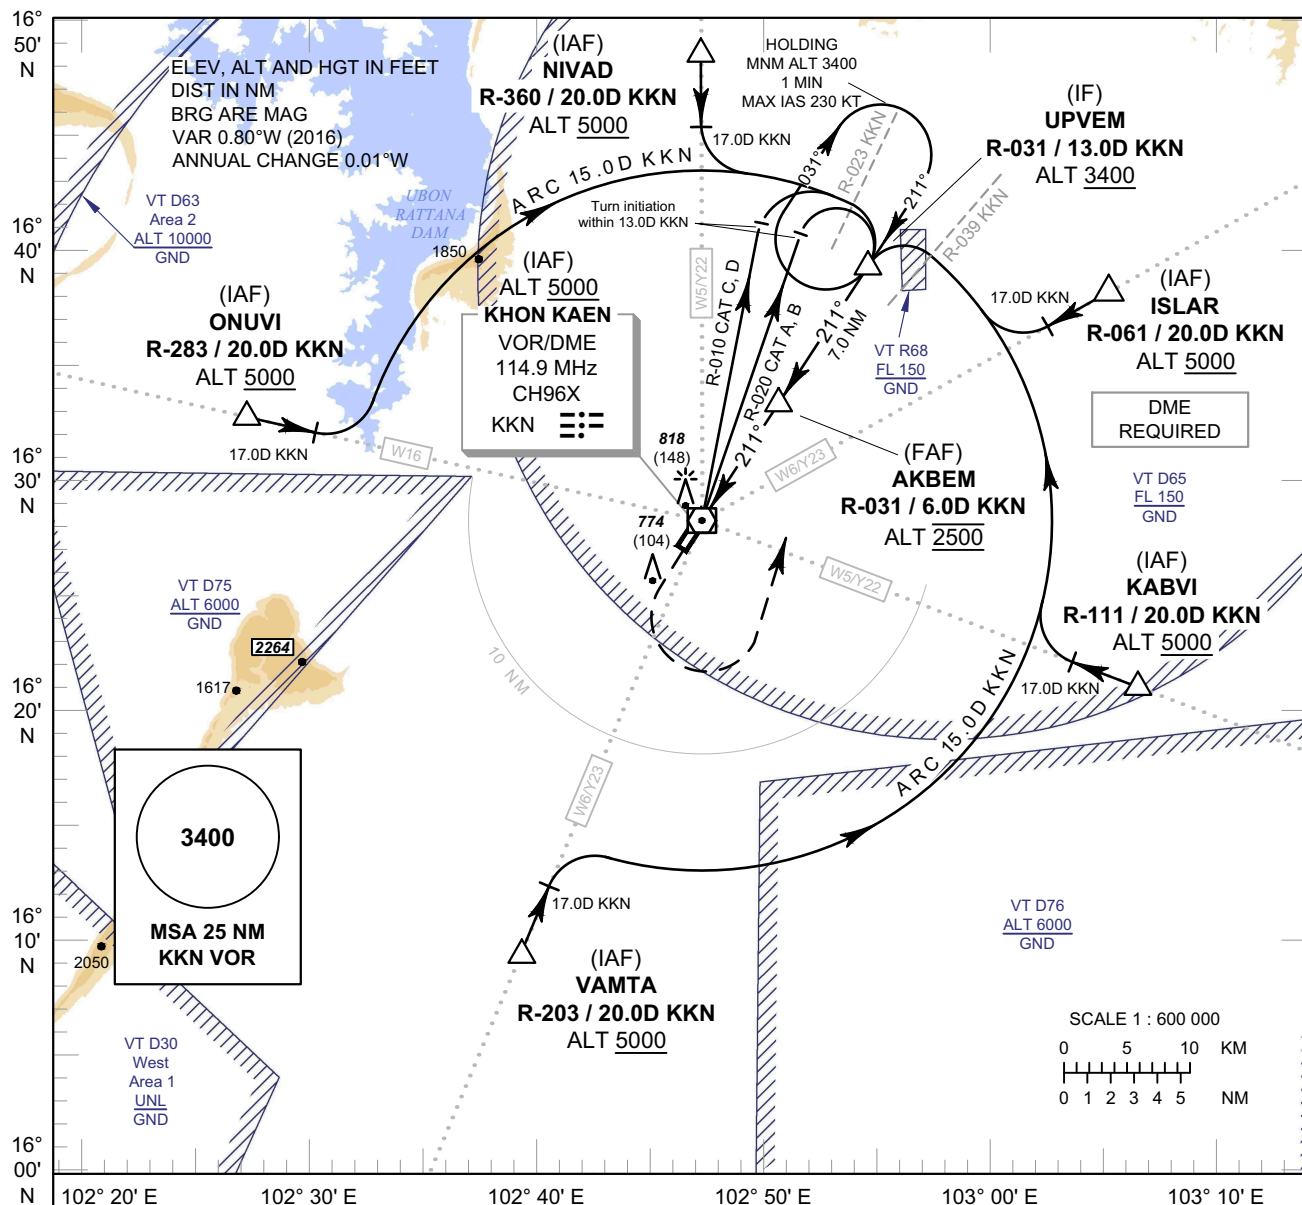 16°
50'
N
16°
40'
N
16°
30'
N
16°
20'
N
16°
10'
N
16°
00'
N
102° 20' E
102° 30' E
102° 40' E
102° 50' E
103° 00' E
103° 10' E
ELEV, ALT AND HGT IN FEET
DIST IN NM
BRG ARE MAG
VAR 0.80°W (2016)
ANNUAL CHANGE 0.01°W
VT D63
Area 2
ALT 10000
GND
UBON
RATTANA
DAM
1850
(IAF)
NIVAD
R-360 / 20.0D KKN
ALT 5000
17.0D KKN
HOLDING
MNM ALT 3400
1 MIN
MAX IAS 230 KT
(IF)
UPVEM
R-031 / 13.0D KKN
ALT 3400
ARC 15.0D KKN
Turn initiation
within 13.0D KKN
031°
R-023 KKN
211°
R-039 KKN
(IAF)
ONUVI
R-283 / 20.0D KKN
ALT 5000
17.0D KKN
(IAF)
ALT 5000
KHON KAEN
VOR/DME
114.9 MHz
CH96X
KKN
W5/Y22
R-010 CAT C, D
R-020 CAT A, B
211°
7.0 NM
211°
VT R68
FL 150
GND
17.0D KKN
(IAF)
ISLAR
R-061 / 20.0D KKN
ALT 5000
DME
REQUIRED
W16
W6/Y23
818
(148)
774
(104)
(FAF)
AKBEM
R-031 / 6.0D KKN
ALT 2500
VT D65
FL 150
GND
W5/Y22
(IAF)
KABVI
R-111 / 20.0D KKN
ALT 5000
17.0D KKN
VT D75
ALT 6000
GND
2264
1617
10 NM
ARC 15.0D KKN
W6/Y23
3400
MSA 25 NM
KKN VOR
2050
17.0D KKN
(IAF)
VAMTA
R-203 / 20.0D KKN
ALT 5000
VT D76
ALT 6000
GND
VT D30
West
Area 1
UNL
GND
SCALE 1 : 600 000
0 5 10 KM
0 1 2 3 4 5 NM